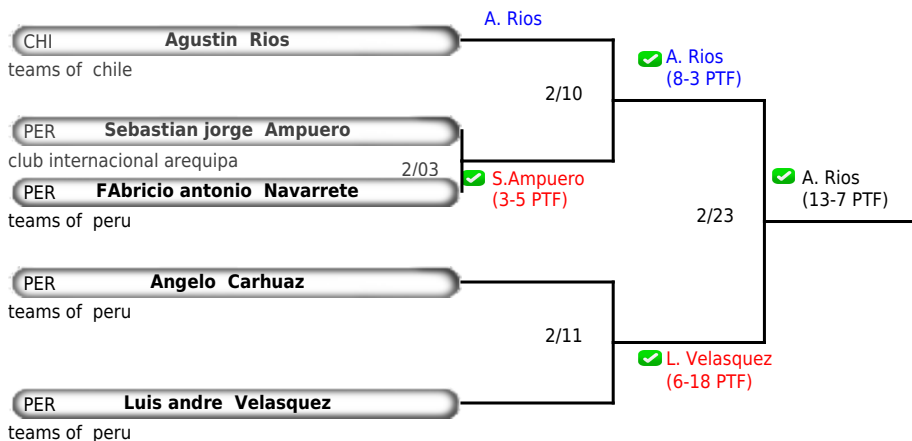 A. Rios
CHI Agustin Rios
teams of chile
A. Rios
(8-3 PTF)
2/10
PER Sebastian jorge Ampuero
club internacional arequipa
2/03
S.Ampuero
(3-5 PTF)
PER FAbricio antonio Navarrete
teams of peru
A. Rios
(13-7 PTF)
2/23
PER Angelo Carhuaz
teams of peru
2/11
L. Velasquez
(6-18 PTF)
PER Luis andre Velasquez
teams of peru